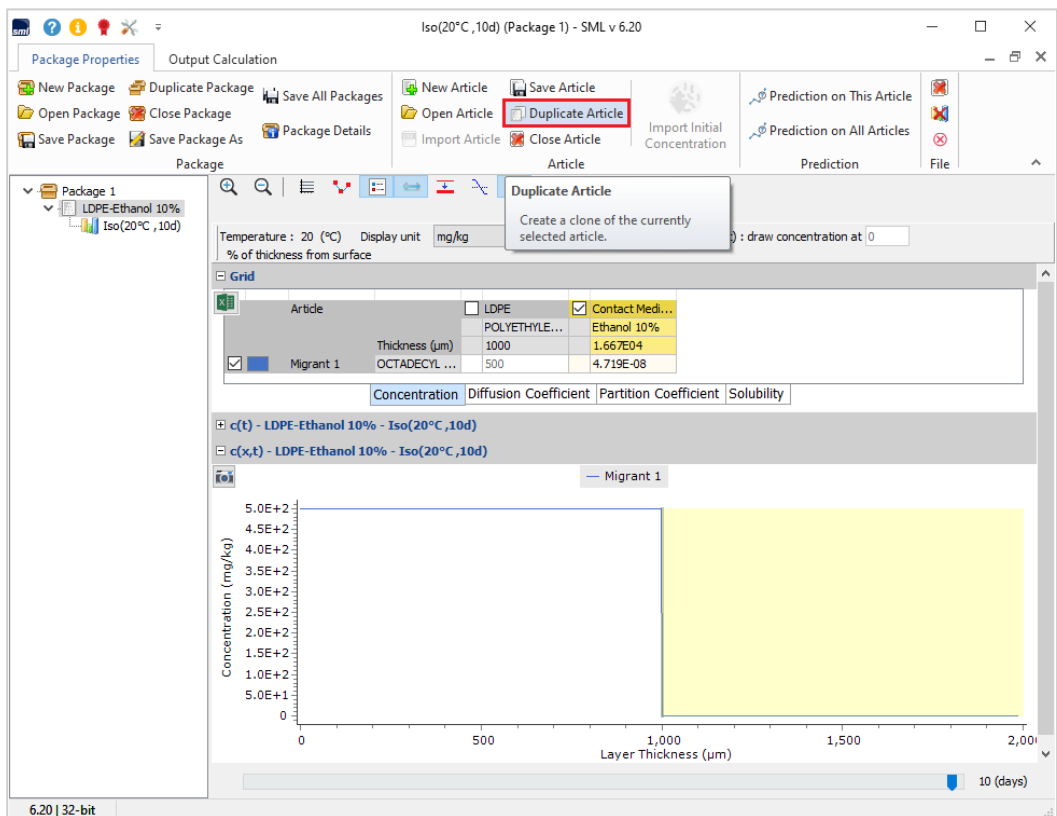 sml
Iso(20°C ,10d) (Package 1) - SML v 6.20
Package Properties
Output Calculation
New Package
Duplicate Package
Save All Packages
New Article
Save Article
Prediction on This Article
Open Package
Close Package
Open Article
Duplicate Article
Import Initial
Concentration
Save Package
Save Package As
Package Details
Import Article
Close Article
Prediction on All Articles
Package
Article
Prediction
File
Package 1
LDPE-Ethanol 10%
Iso(20°C ,10d)
Duplicate Article
Create a clone of the currently
selected article.
Temperature : 20 (°C)
Display unit
mg/kg
) : draw concentration at 0
% of thickness from surface
Grid
Article
LDPE
Contact Medi...
POLYETHYLE...
Ethanol 10%
Thickness (µm)
1000
1.667E04
Migrant 1
OCTADECYL ...
500
4.719E-08
Concentration
Diffusion Coefficient
Partition Coefficient
Solubility
c(t) - LDPE-Ethanol 10% - Iso(20°C ,10d)
c(x,t) - LDPE-Ethanol 10% - Iso(20°C ,10d)
Migrant 1
Concentration (mg/kg)
5.0E+2
4.5E+2
4.0E+2
3.5E+2
3.0E+2
2.5E+2
2.0E+2
1.5E+2
1.0E+2
5.0E+1
0
0
500
1,000
1,500
2,00
Layer Thickness (µm)
10 (days)
6.20 | 32-bit